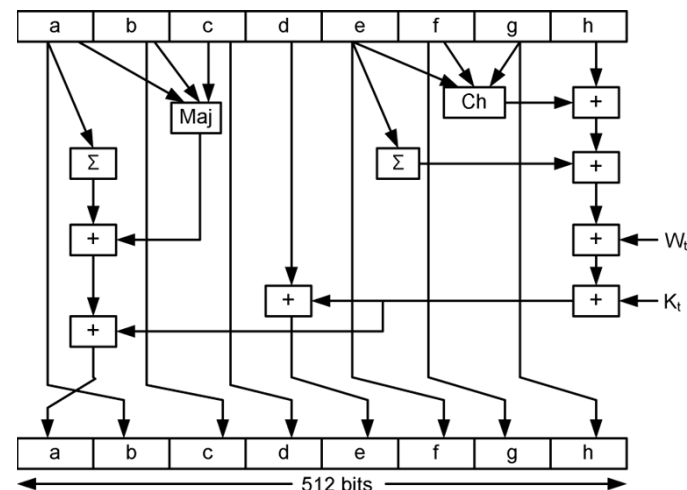 a b c d e f g h
Maj Ch +
Σ Σ +
+ + Wₜ
+ + Kₜ
+
a b c d e f g h
512 bits